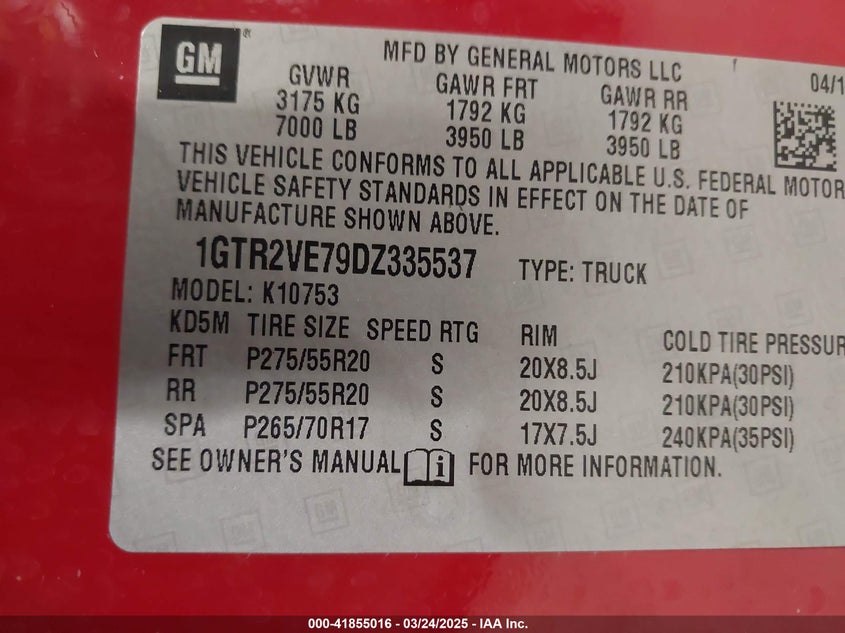 GM
MFD BY GENERAL MOTORS LLC
04/1
GVWR GAWR FRT GAWR RR
3175 KG 1792 KG 1792 KG
7000 LB 3950 LB 3950 LB
THIS VEHICLE CONFORMS TO ALL APPLICABLE U.S. FEDERAL MOTOR
VEHICLE SAFETY STANDARDS IN EFFECT ON THE DATE OF
MANUFACTURE SHOWN ABOVE.
1GTR2VE79DZ335537 TYPE: TRUCK
MODEL: K10753
KD5M TIRE SIZE SPEED RTG RIM COLD TIRE PRESSUR
FRT P275/55R20 S 20X8.5J 210KPA(30PSI)
RR P275/55R20 S 20X8.5J 210KPA(30PSI)
SPA P265/70R17 S 17X7.5J 240KPA(35PSI)
SEE OWNER'S MANUAL FOR MORE INFORMATION.
000-41855016 - 03/24/2025 - IAA Inc.